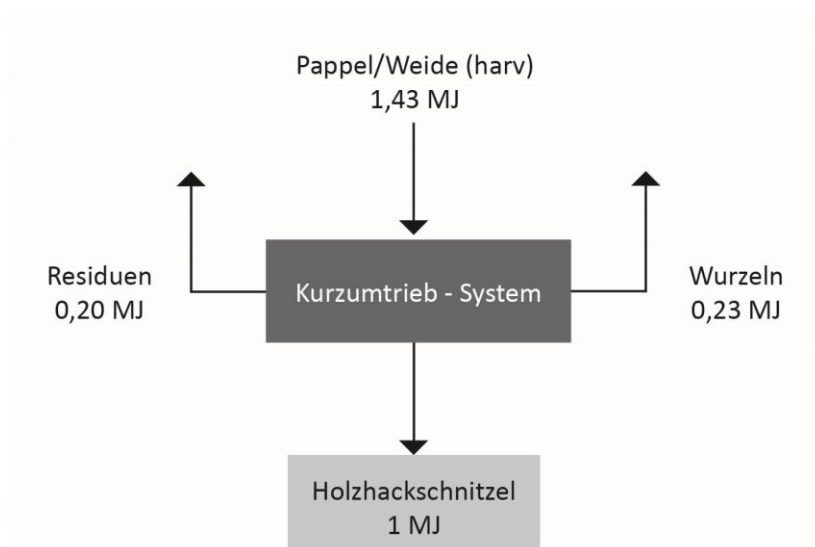 Pappel/Weide (harv)
1,43 MJ
Residuen
0,20 MJ
Kurzumtrieb - System
Wurzeln
0,23 MJ
Holzhackschnitzel
1 MJ